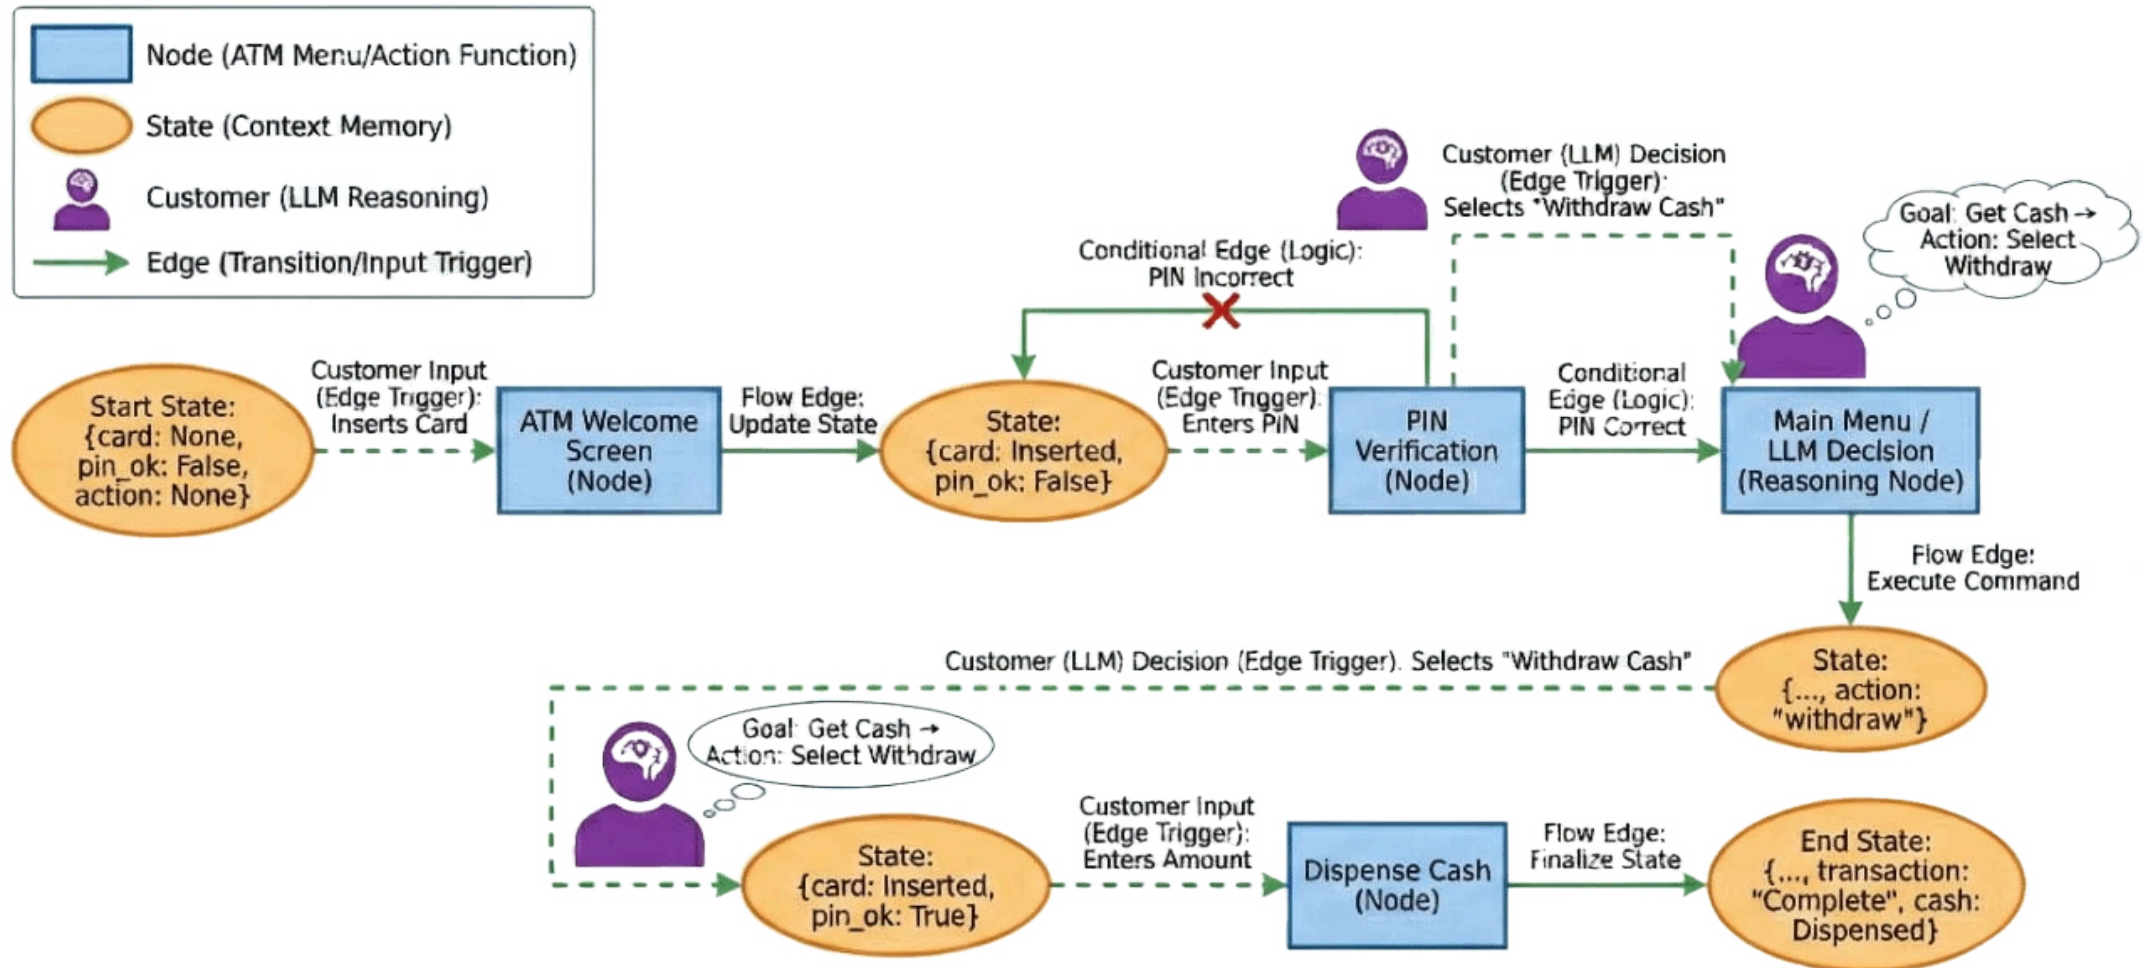 Node (ATM Menu/Action Function)
State (Context Memory)
Customer (LLM Reasoning)
Edge (Transition/Input Trigger)
Customer (LLM) Decision
(Edge Trigger):
Selects "Withdraw Cash"
Goal: Get Cash →
Action: Select
Withdraw
Conditional Edge (Logic):
PIN Incorrect
Start State:
{card: None,
pin_ok: False,
action: None}
Customer Input
(Edge Trigger):
Inserts Card
ATM Welcome
Screen
(Node)
Flow Edge:
Update State
State:
{card: Inserted,
pin_ok: False}
Customer Input
(Edge Trigger):
Enters PIN
PIN
Verification
(Node)
Conditional
Edge (Logic):
PIN Correct
Main Menu /
LLM Decision
(Reasoning Node)
Flow Edge:
Execute Command
Customer (LLM) Decision (Edge Trigger). Selects "Withdraw Cash"
State:
{..., action:
"withdraw"}
Goal: Get Cash →
Action: Select Withdraw
State:
{card: Inserted,
pin_ok: True}
Customer Input
(Edge Trigger):
Enters Amount
Dispense Cash
(Node)
Flow Edge:
Finalize State
End State:
{..., transaction:
"Complete", cash:
Dispensed}